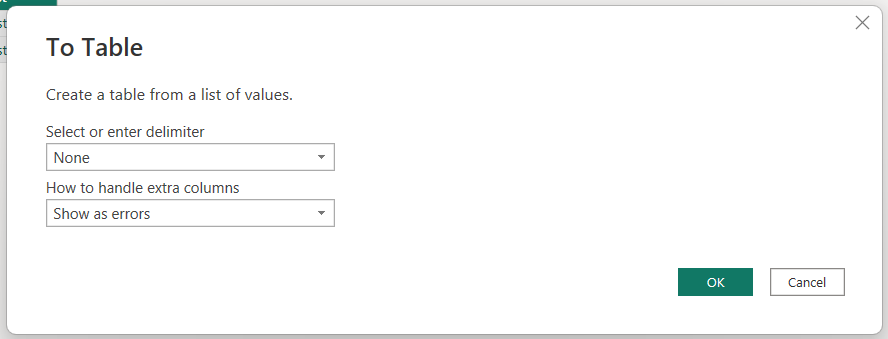 To Table
Create a table from a list of values.
Select or enter delimiter
None
How to handle extra columns
Show as errors
OK
Cancel